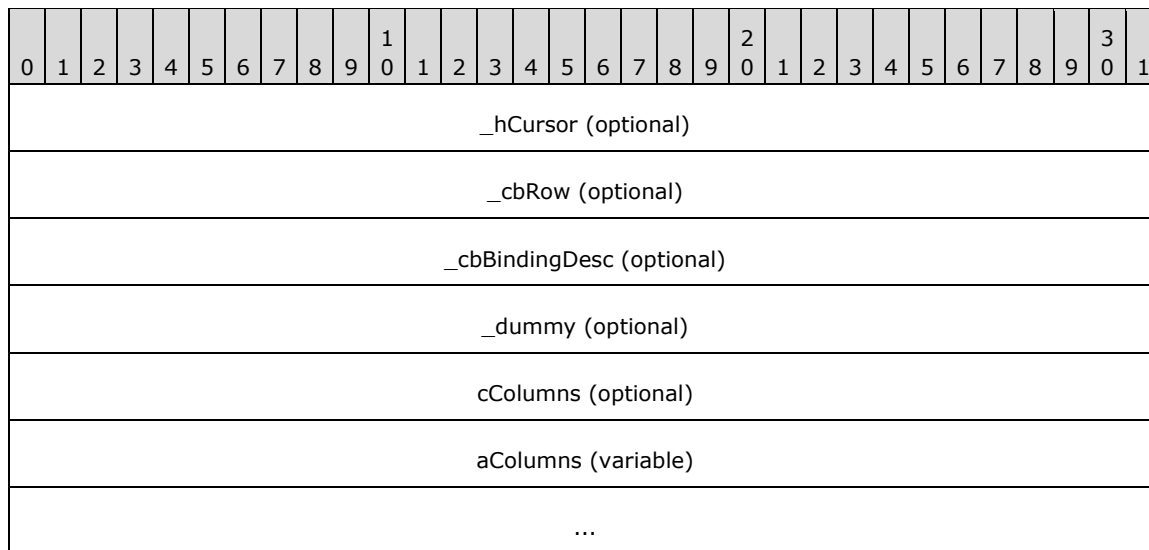 1 2 3
0 1 2 3 4 5 6 7 8 9 0 1 2 3 4 5 6 7 8 9 0 1 2 3 4 5 6 7 8 9 0 1
_hCursor (optional)
_cbRow (optional)
_cbBindingDesc (optional)
_dummy (optional)
cColumns (optional)
aColumns (variable)
...